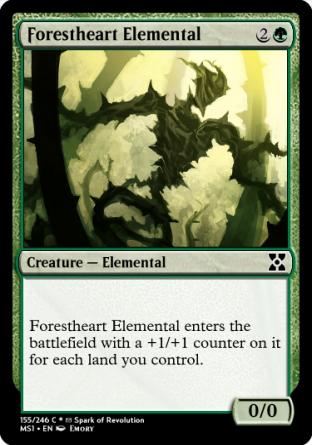 Forestheart Elemental 2
Creature — Elemental
Forestheart Elemental enters the
battlefield with a +1/+1 counter on it
for each land you control.
0/0
155/246 C * Spark of Revolution
MS1 • EN Emory